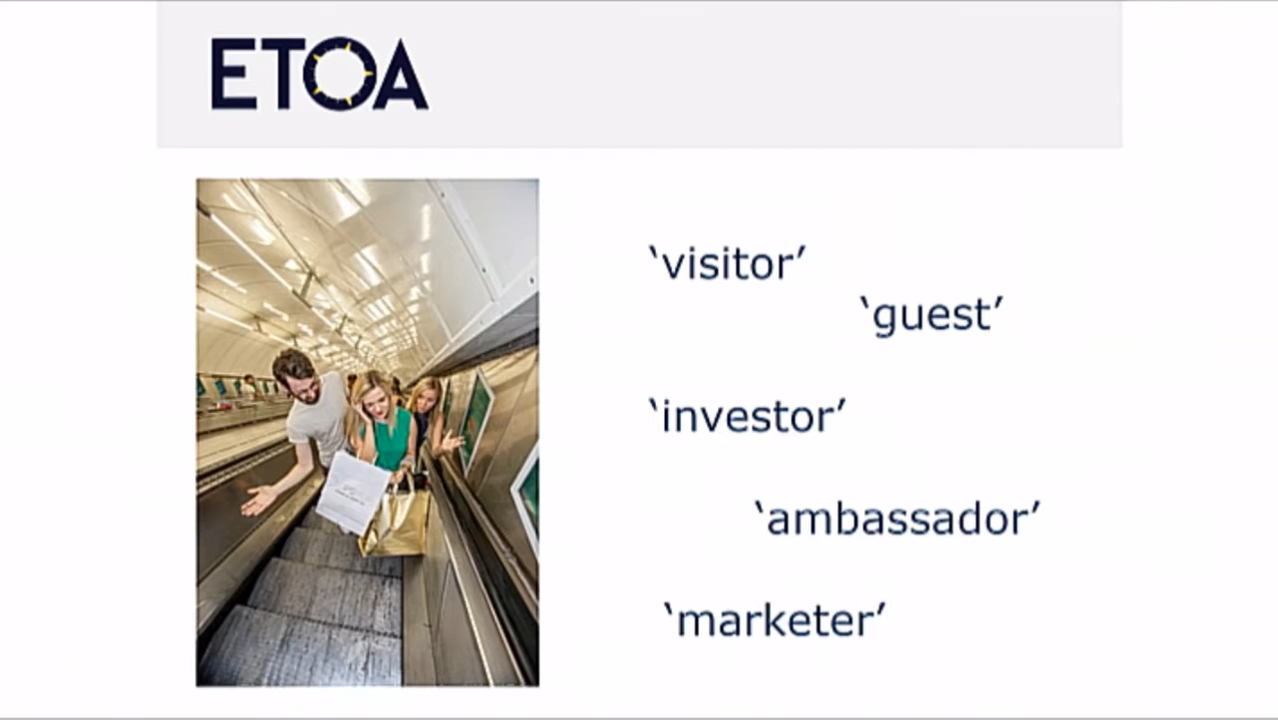 ETOA
‘visitor’
‘guest’
‘investor’
‘ambassador’
‘marketer’